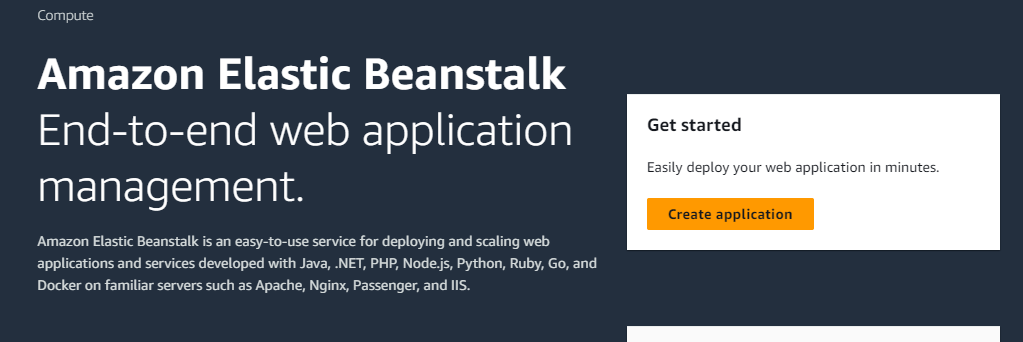 Compute
Amazon Elastic Beanstalk
End-to-end web application
management.
Amazon Elastic Beanstalk is an easy-to-use service for deploying and scaling web
applications and services developed with Java, .NET, PHP, Node.js, Python, Ruby, Go, and
Docker on familiar servers such as Apache, Nginx, Passenger, and IIS.
Get started
Easily deploy your web application in minutes.
Create application